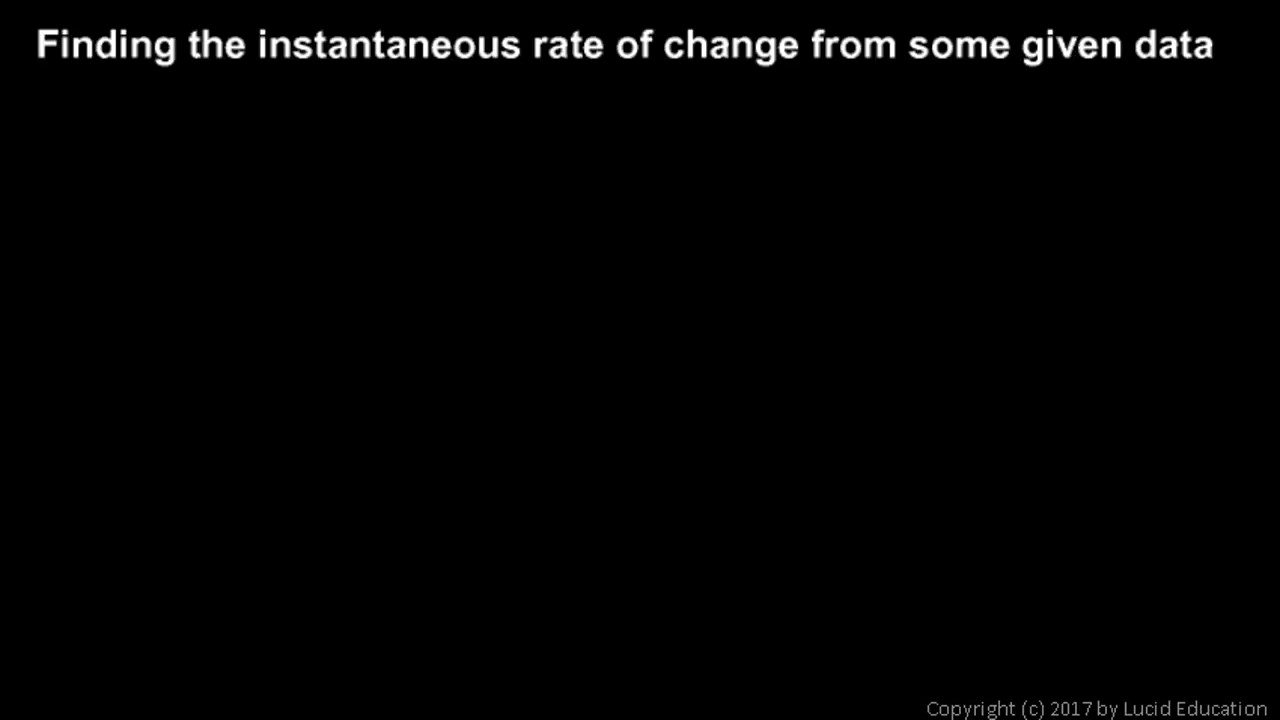 Finding the instantaneous rate of change from some given data
Copyright (c) 2017 by Lucid Education